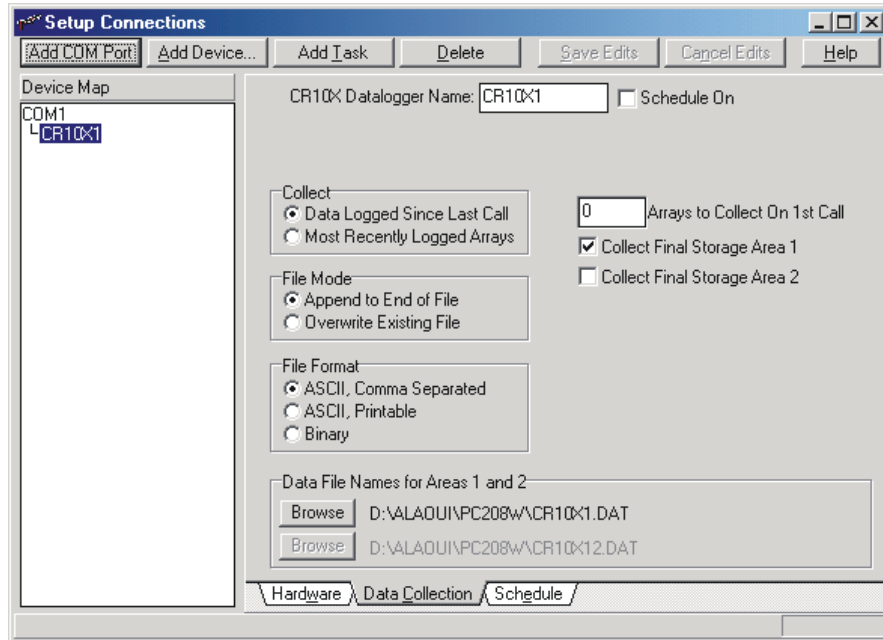 Setup Connections
Add COM Port Add Device... Add Task Delete Save Edits Cancel Edits Help
Device Map
COM1
CR10X1
CR10X Datalogger Name: CR10X1 Schedule On
Collect
Data Logged Since Last Call
Most Recently Logged Arrays
0 Arrays to Collect On 1st Call
Collect Final Storage Area 1
Collect Final Storage Area 2
File Mode
Append to End of File
Overwrite Existing File
File Format
ASCII, Comma Separated
ASCII, Printable
Binary
Data File Names for Areas 1 and 2
Browse D:\ALAOUI\PC208W\CR10X1.DAT
Browse D:\ALAOUI\PC208W\CR10X12.DAT
Hardware Data Collection Schedule